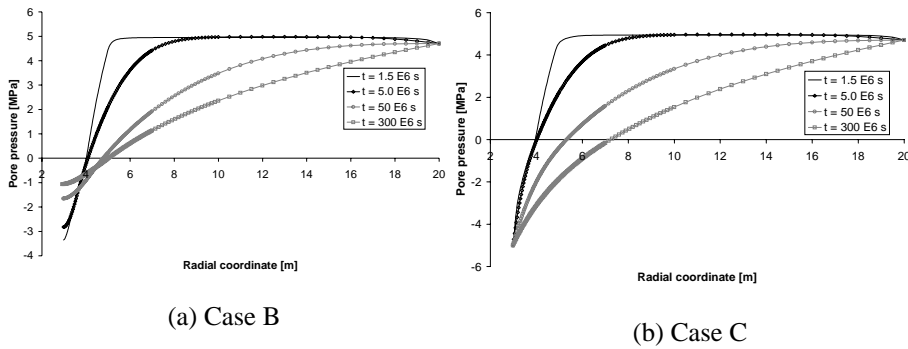 6
5
4
3
2
1
0
-1
-2
-3
-4
2 4 6 8 10 12 14 16 18 20
Pore pressure [MPa]
Radial coordinate [m]
t = 1.5 E6 s
t = 5.0 E6 s
t = 50 E6 s
t = 300 E6 s
(a) Case B
6
4
2
0
-2
-4
-6
2 4 6 8 10 12 14 16 18 20
Pore pressure [MPa]
Radial coordinate [m]
t = 1.5 E6 s
t = 5.0 E6 s
t = 50 E6 s
t = 300 E6 s
(b) Case C